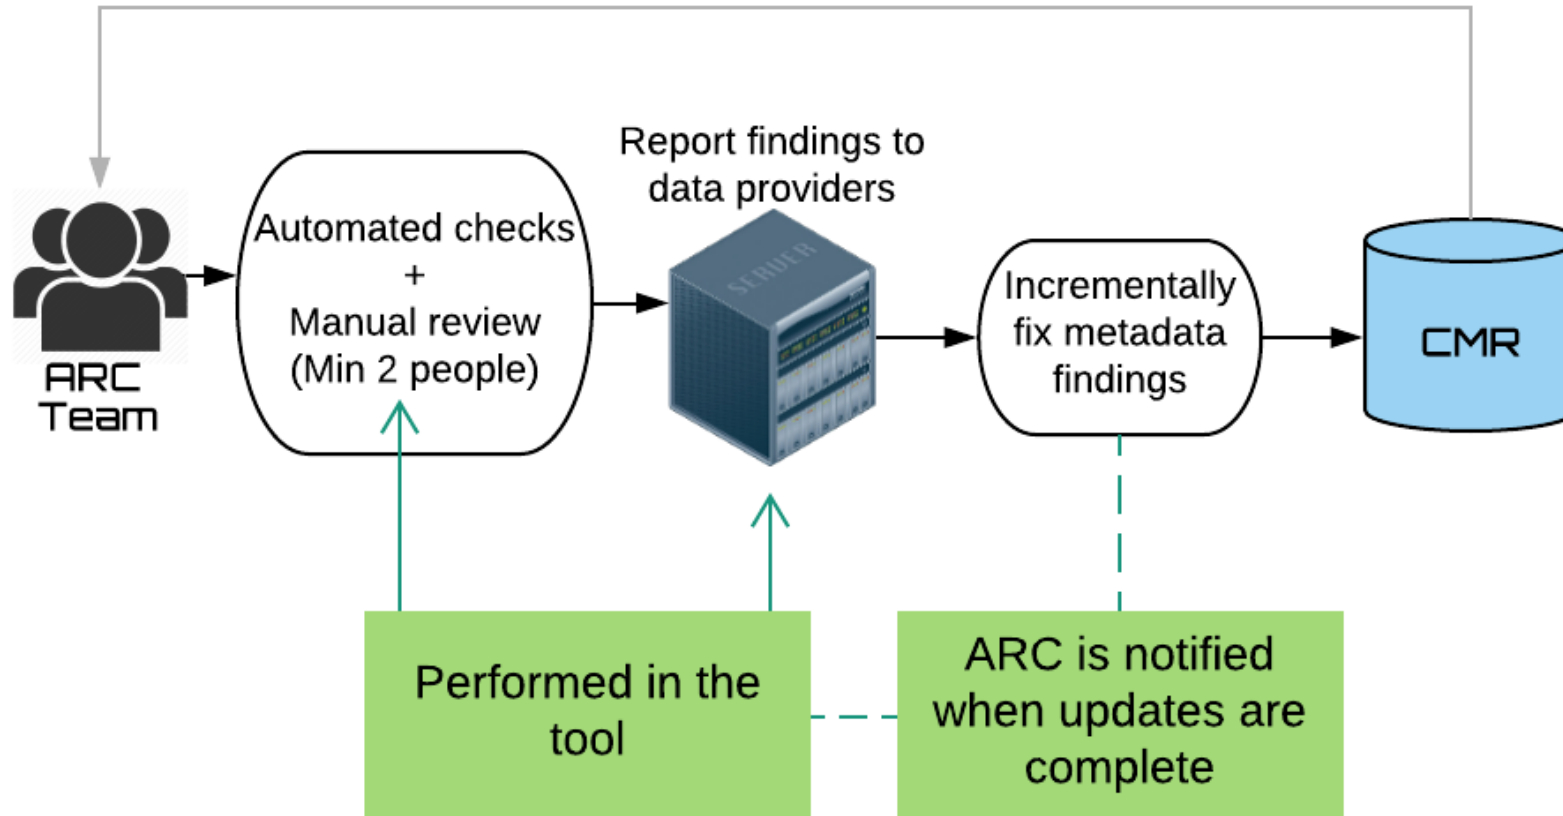 Report findings to
data providers
Automated checks
+
Manual review
(Min 2 people)
SERVER
Incrementally
fix metadata
findings
CMR
ARC
Team
Performed in the
tool
ARC is notified
when updates are
complete